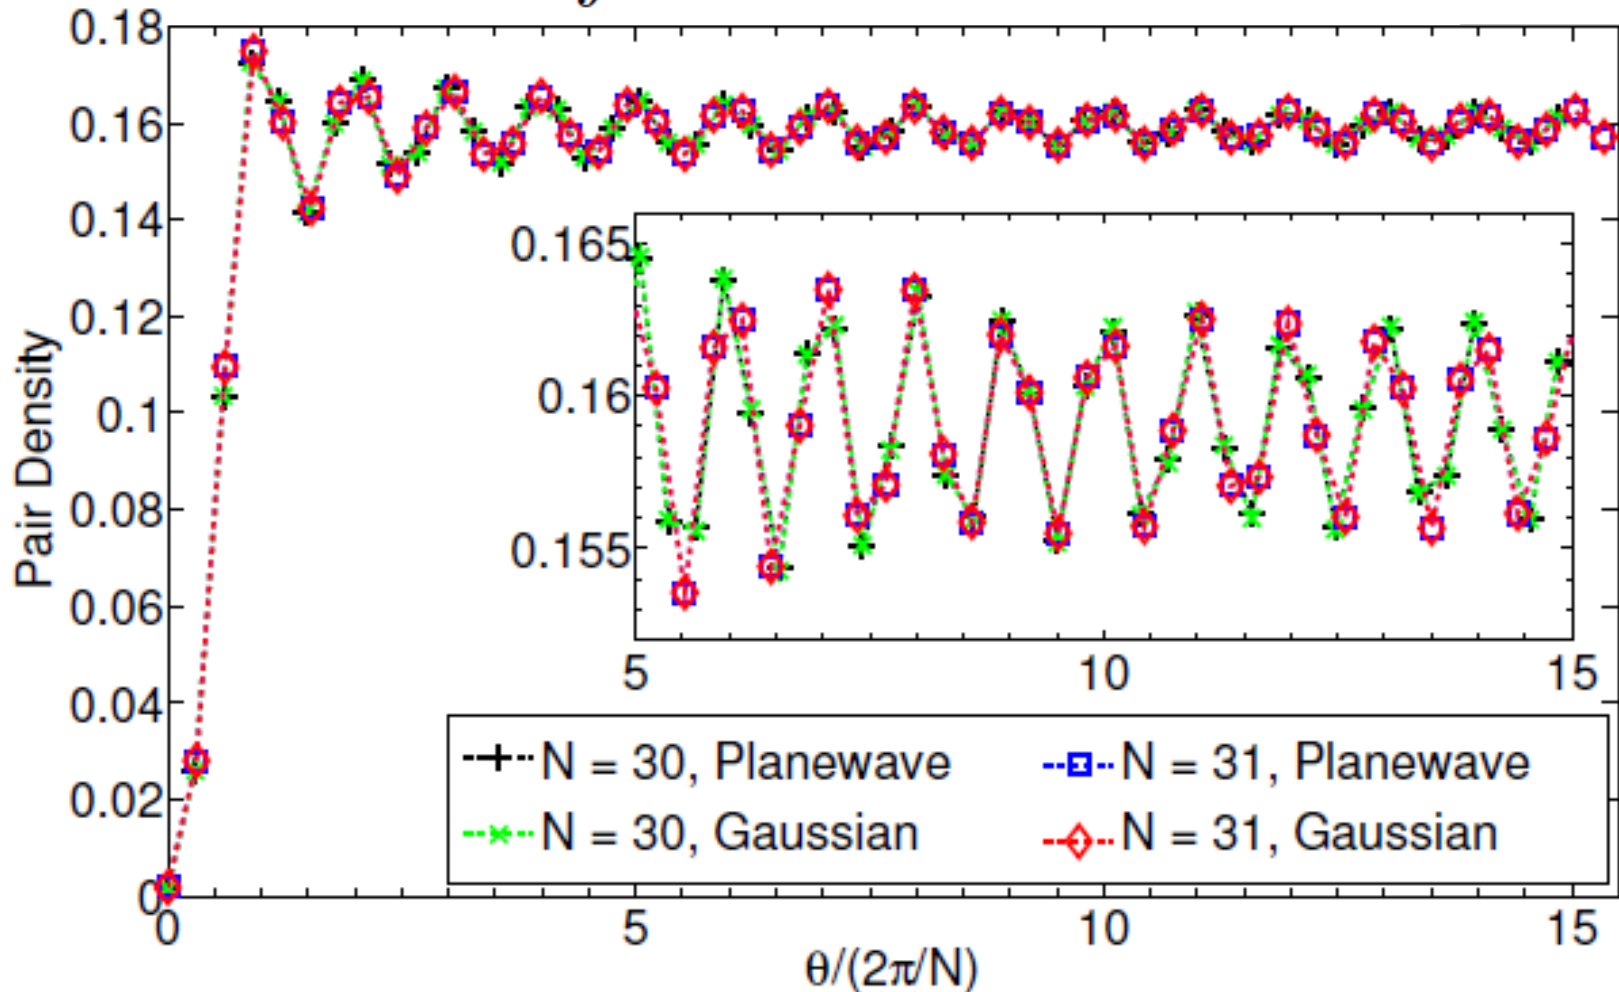 0.18
0.16
0.14
0.12
0.1
0.08
0.06
0.04
0.02
0
Pair Density
0.165
0.16
0.155
5 10 15
N = 30, Planewave N = 31, Planewave
N = 30, Gaussian N = 31, Gaussian
0 5 10 15
θ/(2π/N)